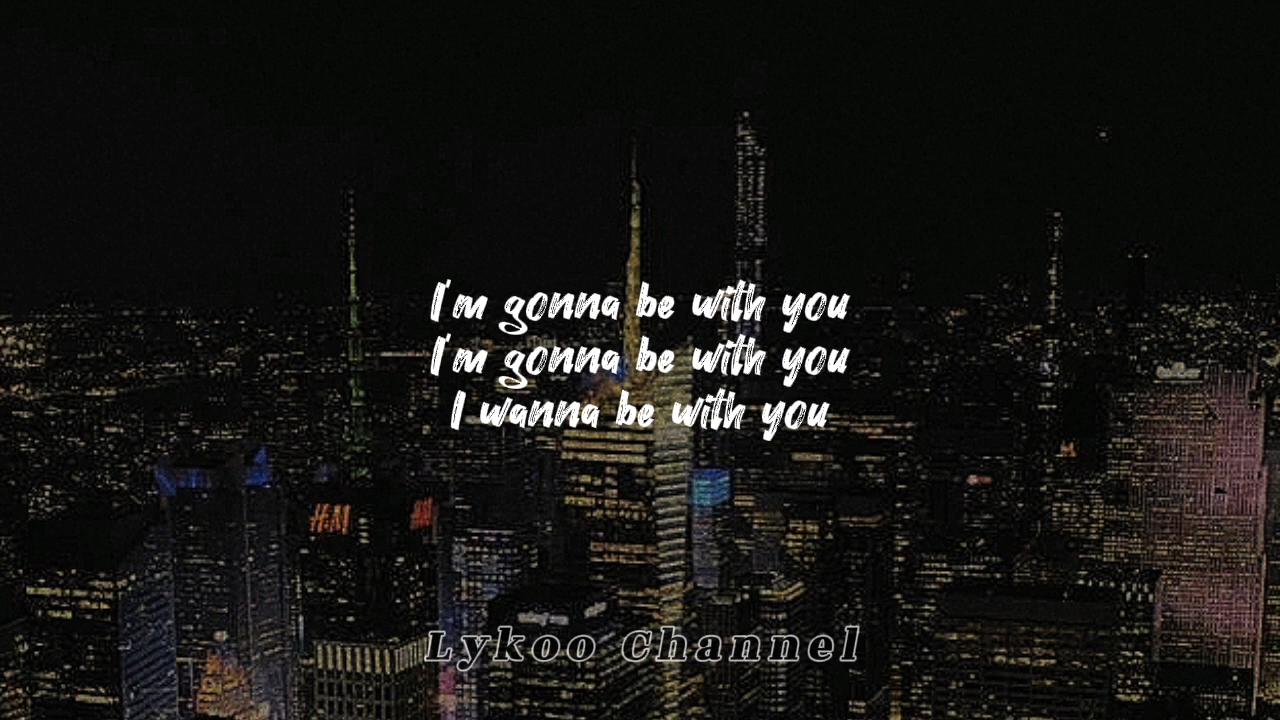 I'm gonna be with you
I'm gonna be with you
I wanna be with you
H&M
Lykoo Channel